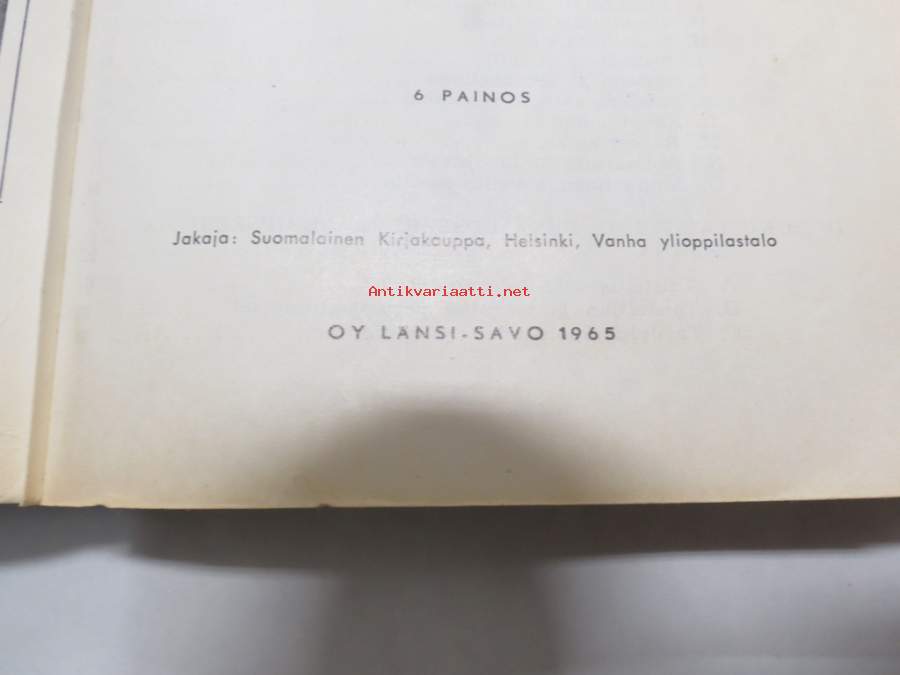 6 PAINOS
Jakaja: Suomalainen Kirjakauppa, Helsinki, Vanha ylioppilastalo
Antikvariaatti.net
OY LÄNSI-SAVO 1965